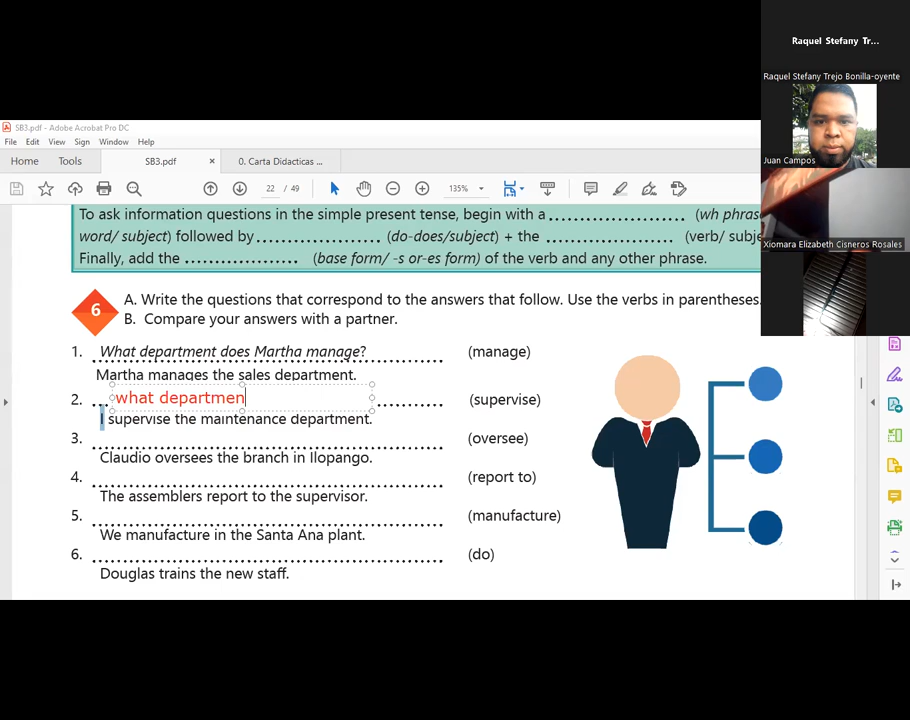 Raquel Stefany Tr...
Raquel Stefany Trejo Bonilla-oyente
SB3.pdf - Adobe Acrobat Pro DC
File Edit View Sign Window Help
Home Tools SB3.pdf × 0. Carta Didacticas ...
Juan Campos
22 / 49 135%
To ask information questions in the simple present tense, begin with a ...................... (wh phrase
word/ subject) followed by .................... (do-does/subject) + the .................... (verb/ subje
Finally, add the .................. (base form/ -s or-es form) of the verb and any other phrase.
Xiomara Elizabeth Cisneros Rosales
6 A. Write the questions that correspond to the answers that follow. Use the verbs in parentheses.
B. Compare your answers with a partner.
1. What department does Martha manage? (manage)
Martha manages the sales department.
2. what departmen (supervise)
I supervise the maintenance department.
3. (oversee)
Claudio oversees the branch in Ilopango.
4. (report to)
The assemblers report to the supervisor.
5. (manufacture)
We manufacture in the Santa Ana plant.
6. (do)
Douglas trains the new staff.